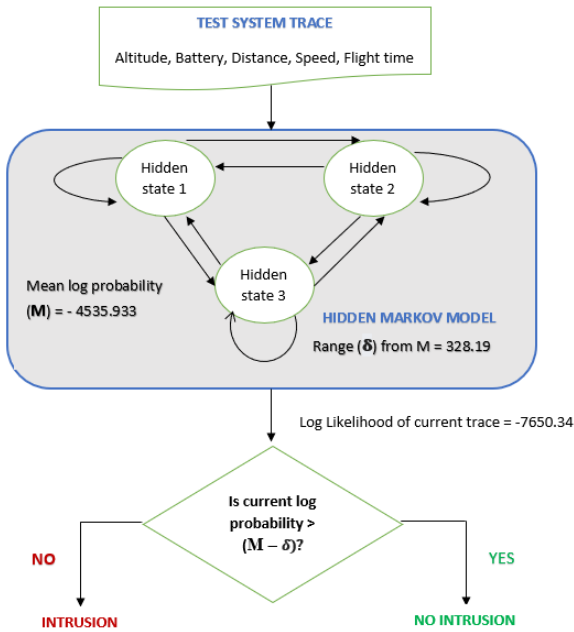 TEST SYSTEM TRACE
Altitude, Battery, Distance, Speed, Flight time
Hidden
state 1
Hidden
state 2
Hidden
state 3
Mean log probability
(M) = - 4535.933
HIDDEN MARKOV MODEL
Range (δ) from M = 328.19
Log Likelihood of current trace = -7650.34
Is current log
probability >
(M – δ)?
NO
YES
INTRUSION
NO INTRUSION